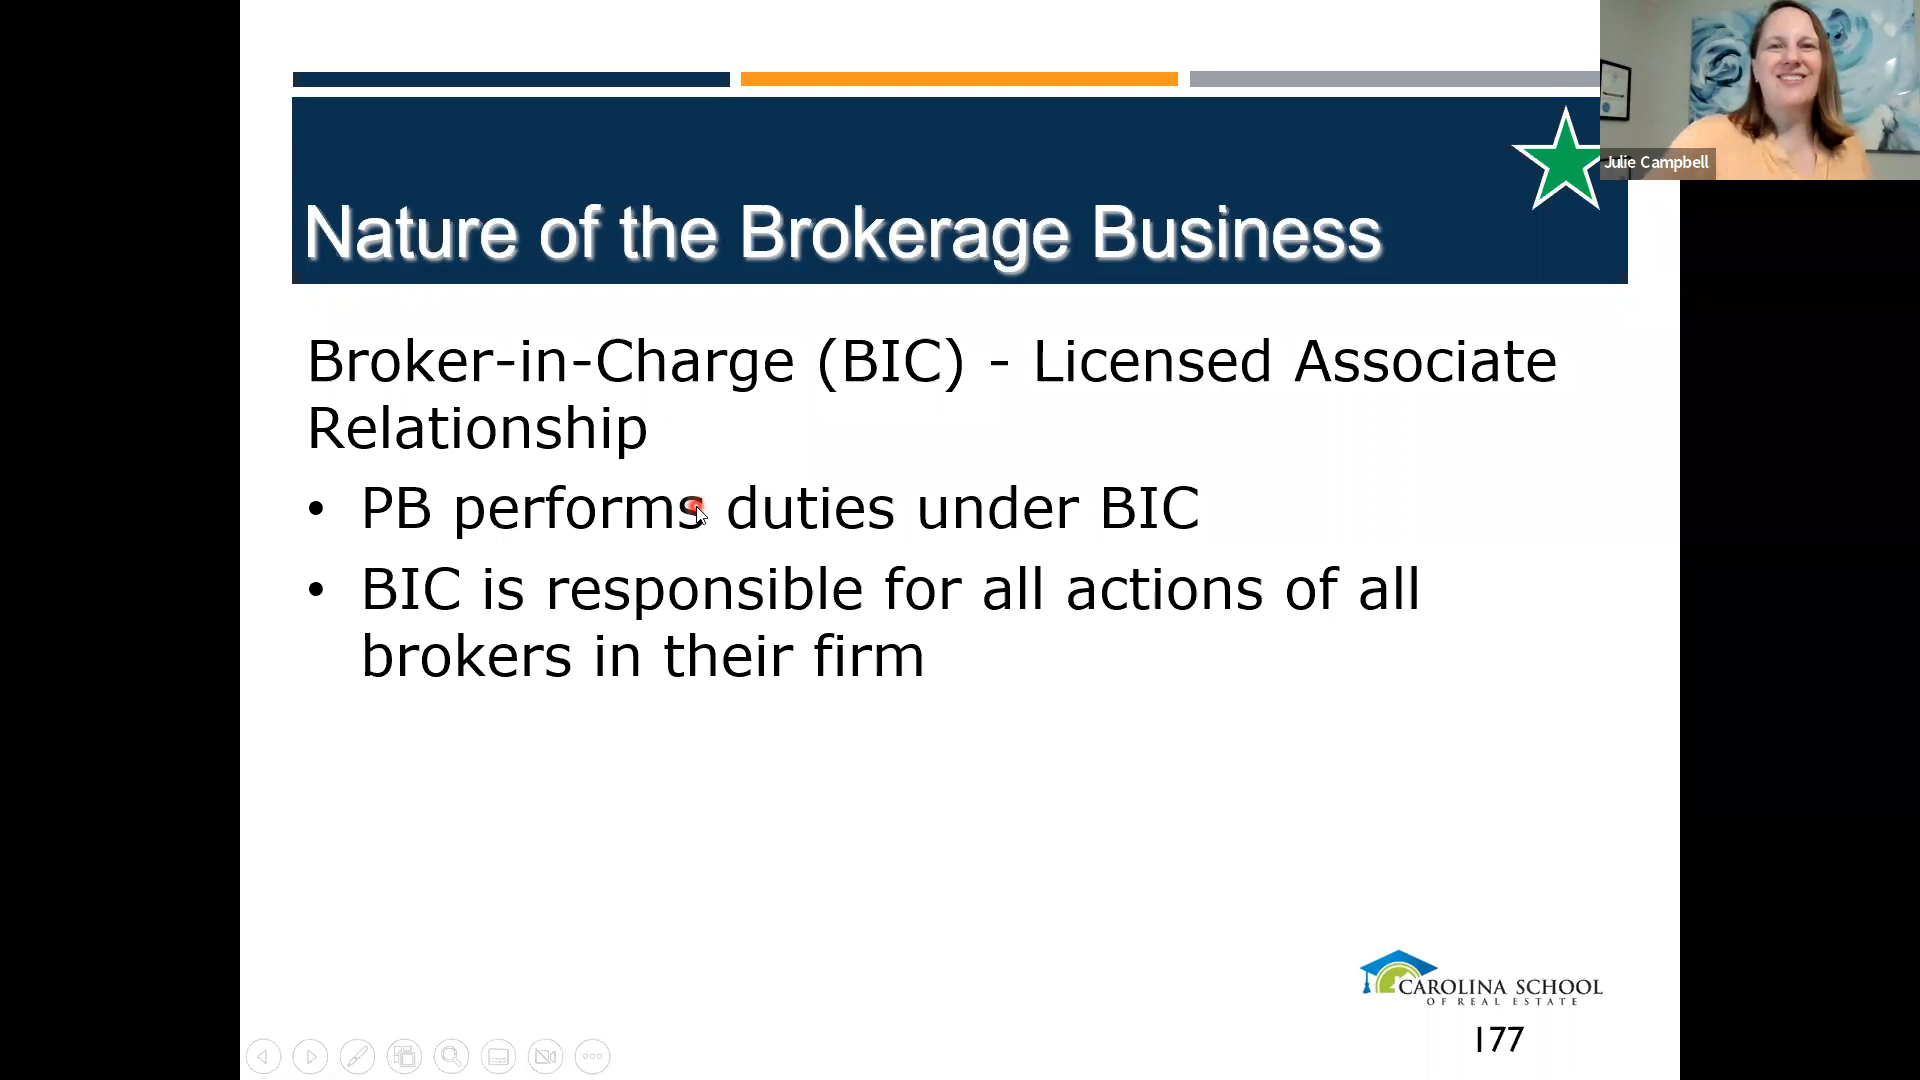 Nature of the Brokerage Business
Julie Campbell
Broker-in-Charge (BIC) - Licensed Associate
Relationship
• PB performs duties under BIC
• BIC is responsible for all actions of all
brokers in their firm
CAROLINA SCHOOL
OF REAL ESTATE
177